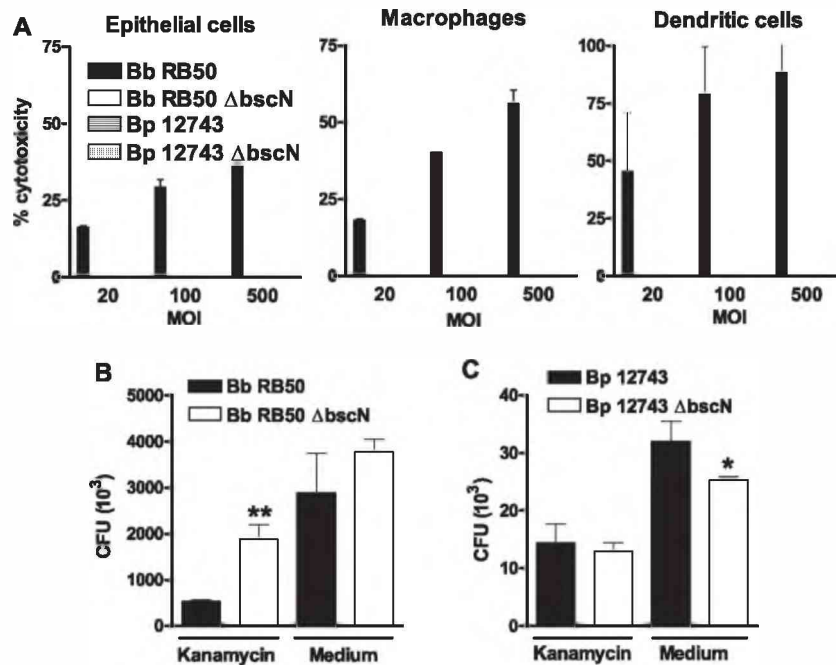 A
Epithelial cells
Macrophages
Dendritic cells
% cytotoxicity
75
50
25
0
Bb RB50
Bb RB50 ΔbscN
Bp 12743
Bp 12743 ΔbscN
20 100 500
MOI
75
50
25
0
20 100 500
MOI
100
75
50
25
0
20 100 500
MOI
B
Bb RB50
Bb RB50 ΔbscN
CFU (10³)
5000
4000
3000
2000
1000
0
**
Kanamycin Medium
C
Bp 12743
Bp 12743 ΔbscN
CFU (10³)
40
30
20
10
0
*
Kanamycin Medium